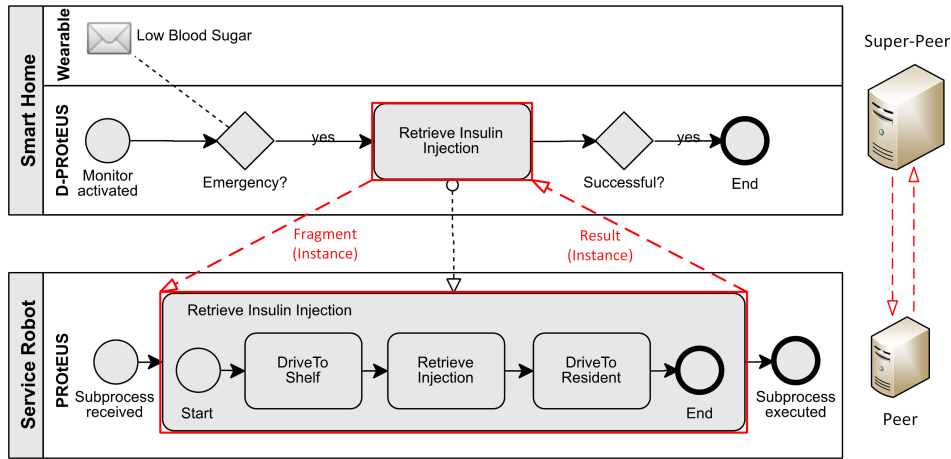 Smart Home
Wearable
Low Blood Sugar
D-PROtEUS
Monitor
activated
Emergency?
yes
Retrieve Insulin
Injection
Successful?
yes
End
Super-Peer
Fragment
(Instance)
Result
(Instance)
Service Robot
PROtEUS
Subprocess
received
Retrieve Insulin Injection
Start
DriveTo
Shelf
Retrieve
Injection
DriveTo
Resident
End
Subprocess
executed
Peer